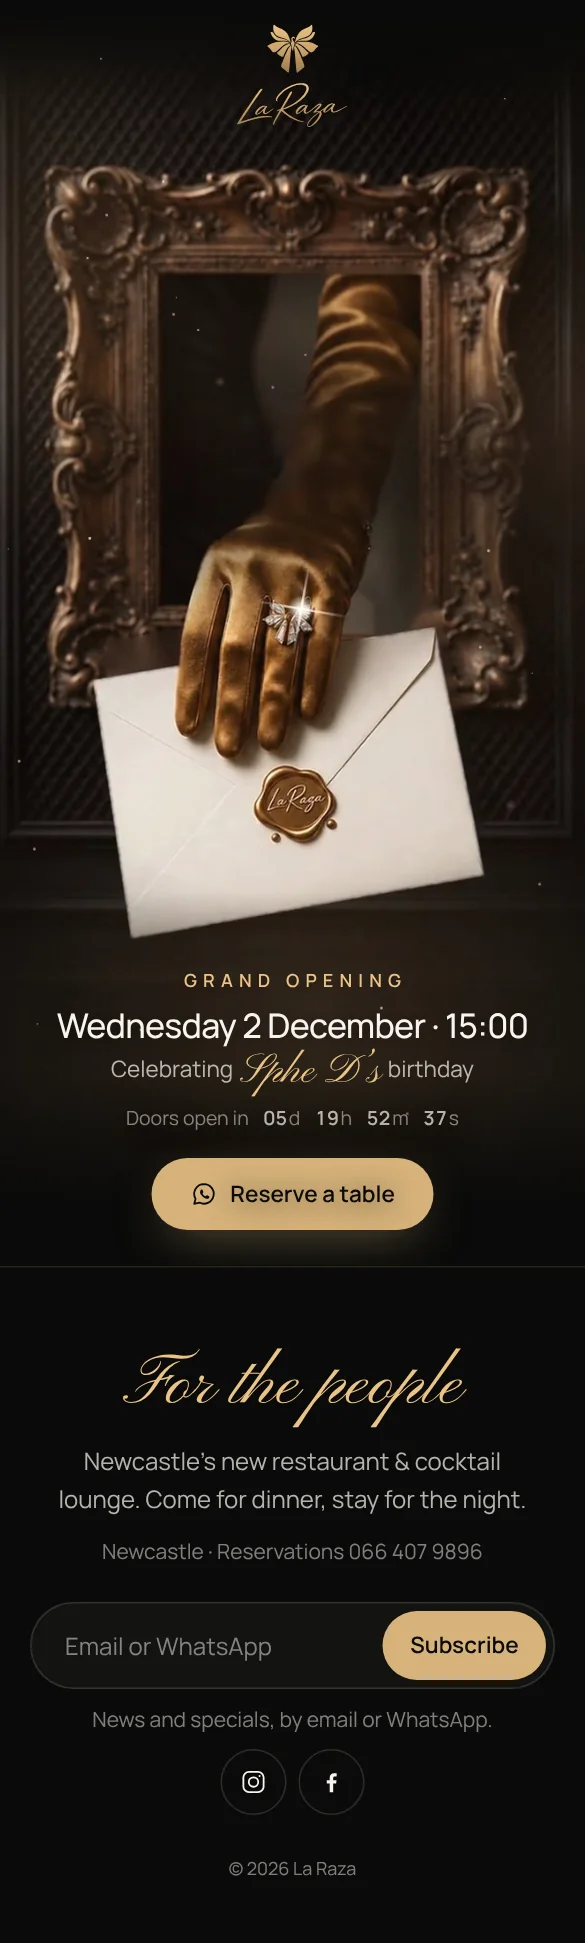 La Raza
La Raza
GRAND OPENING
Wednesday 2 December · 15:00
Celebrating Sphe D's birthday
Doors open in 05d 19h 52m 37s
Reserve a table
For the people
Newcastle's new restaurant & cocktail
lounge. Come for dinner, stay for the night.
Newcastle · Reservations 066 407 9896
Email or WhatsApp
Subscribe
News and specials, by email or WhatsApp.
© 2026 La Raza